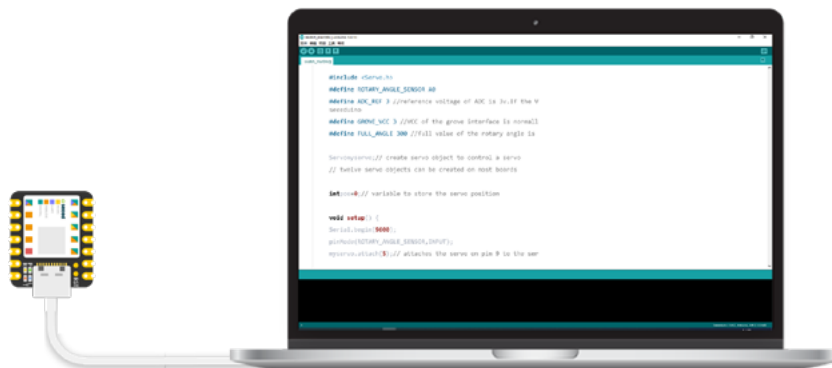 #include <Servo.h>
#define ROTARY_ANGLE_SENSOR A0
#define ADC_REF 3 //reference voltage of ADC is 3v.If the V
seeeduino
#define GROVE_VCC 3 //VCC of the grove interface is normall
#define FULL_ANGLE 300 //full value of the rotary angle is
Servo myservo;// create servo object to control a servo
// twelve servo objects can be created on most boards
int pos=0;// variable to store the servo position
void setup() {
Serial.begin(9600);
pinMode(ROTARY_ANGLE_SENSOR,INPUT);
myservo.attach(5);// attaches the servo on pin 9 to the ser